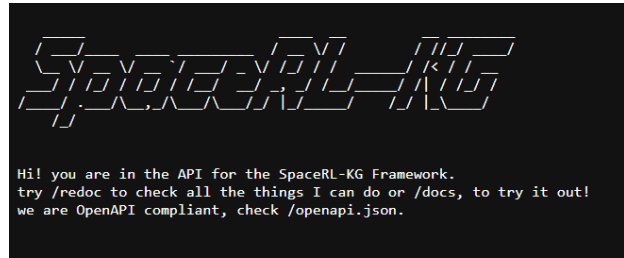 SpaceRL-KG
Hi! you are in the API for the SpaceRL-KG Framework.
try /redoc to check all the things I can do or /docs, to try it out!
we are OpenAPI compliant, check /openapi.json.